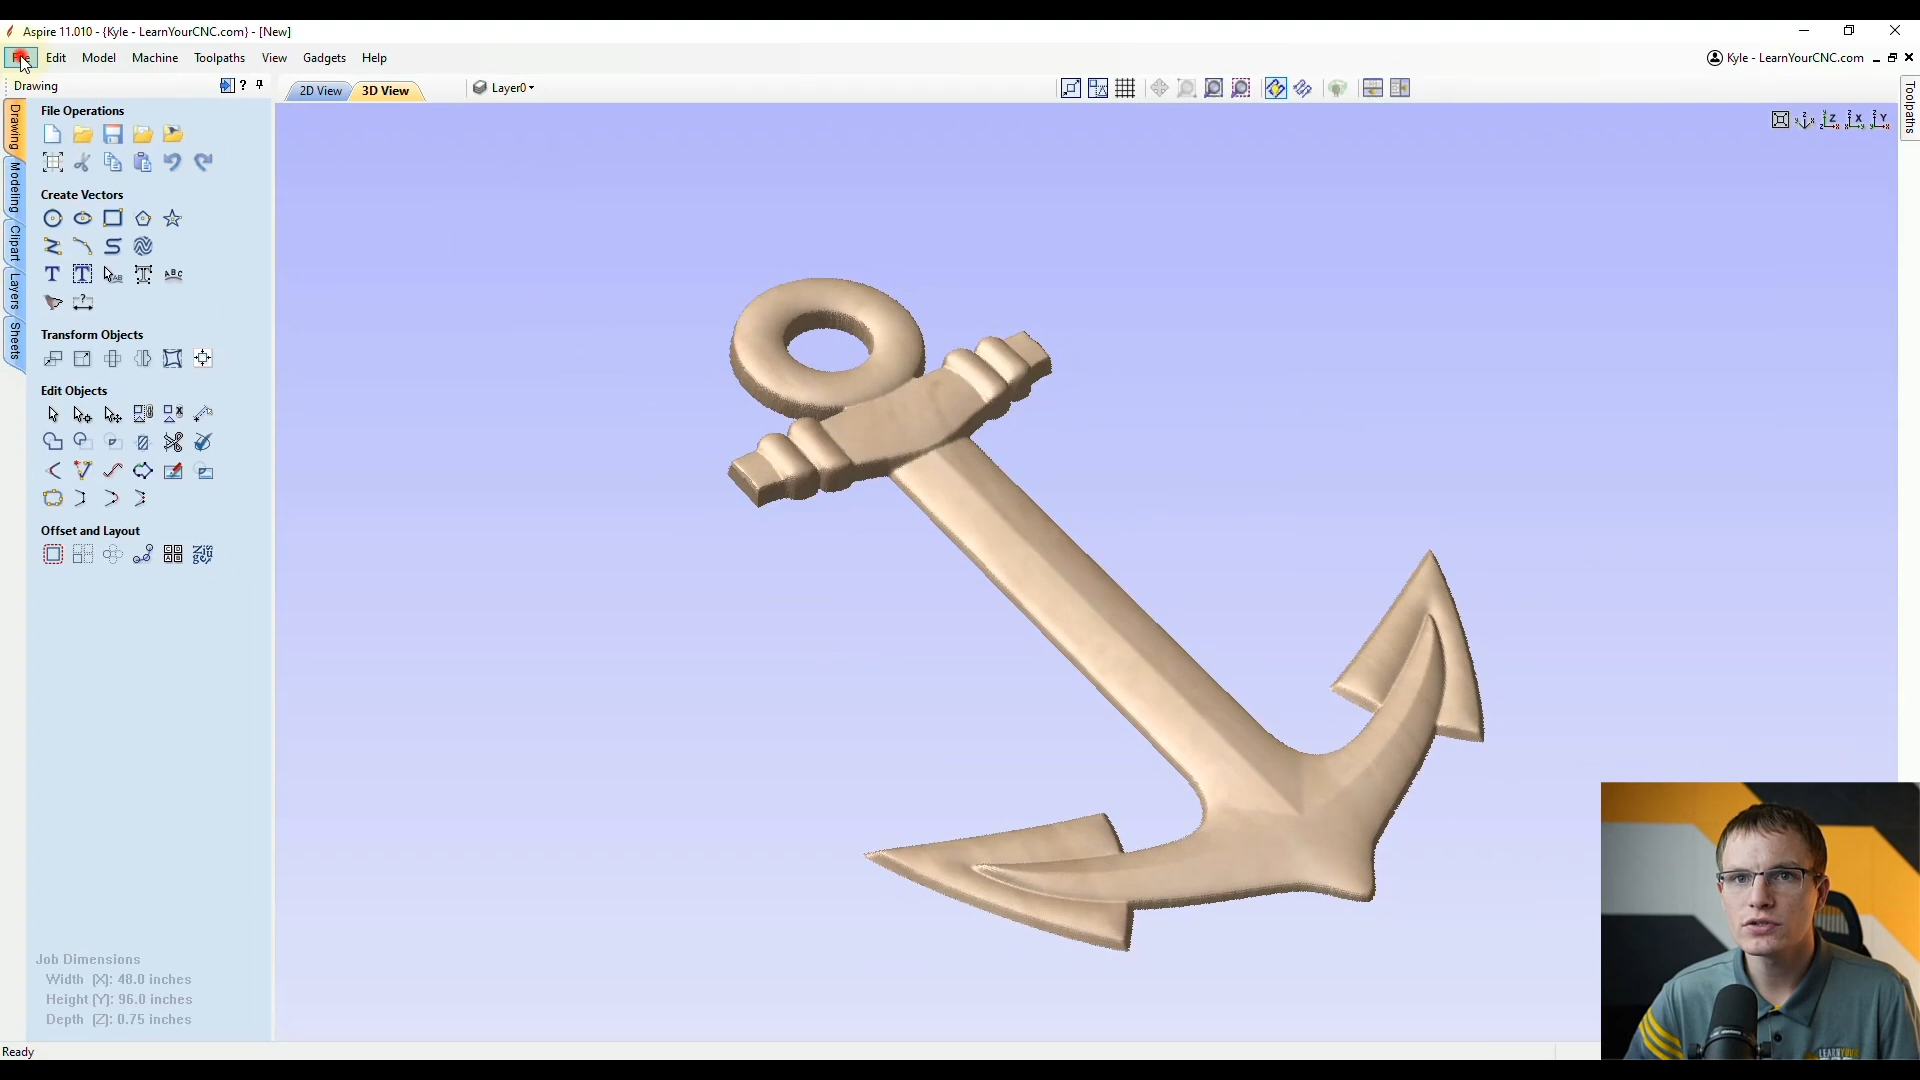 Aspire 11.010 - {Kyle - LearnYourCNC.com} - [New]
File Edit Model Machine Toolpaths View Gadgets Help
Kyle - LearnYourCNC.com
Drawing
2D View
3D View
Layer0
Toolpaths
Drawing
Modeling
Clipart
Layers
Sheets
File Operations
Create Vectors
Transform Objects
Edit Objects
Offset and Layout
Job Dimensions
Width (X): 48.0 inches
Height (Y): 96.0 inches
Depth (Z): 0.75 inches
Ready